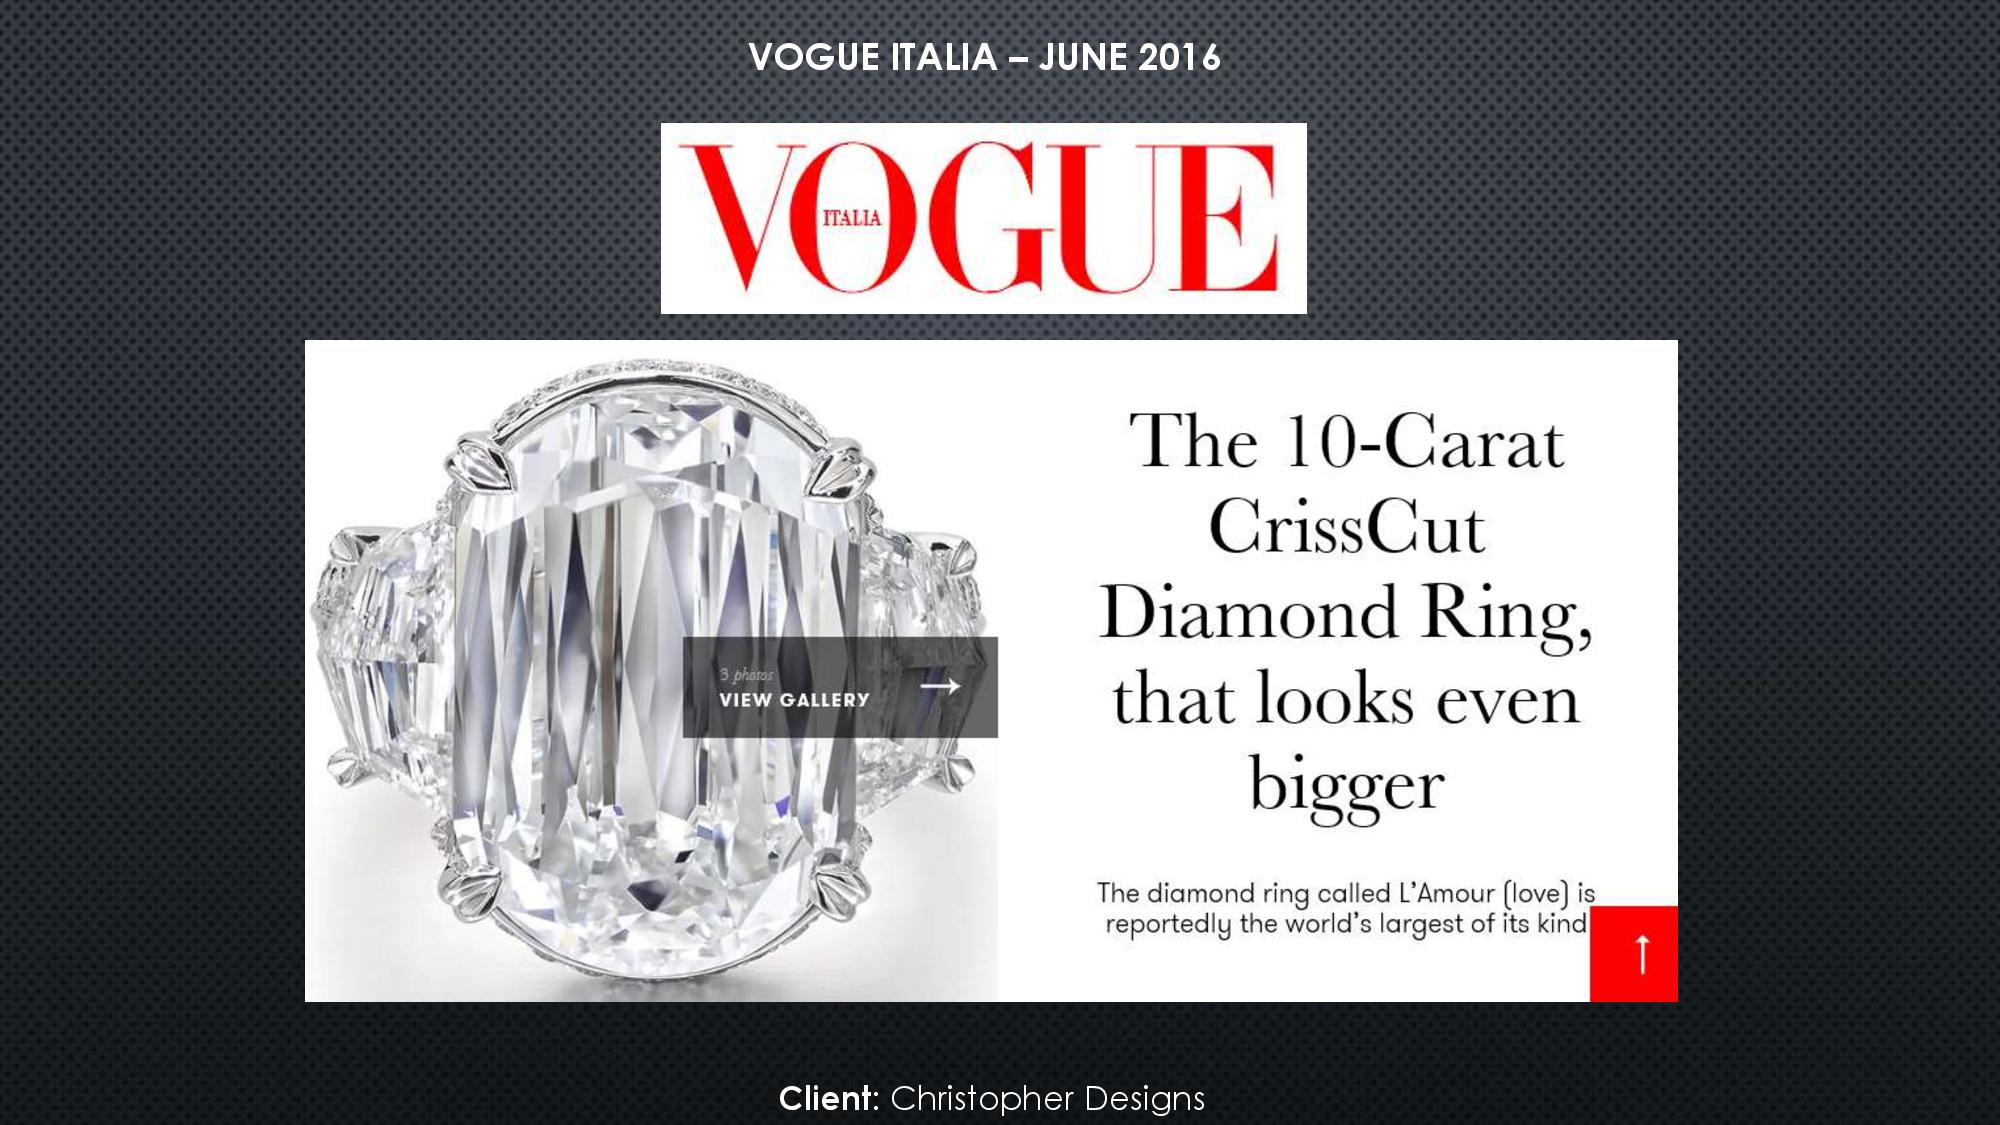 VOGUE ITALIA – JUNE 2016
VOGUE
ITALIA
The 10-Carat
CrissCut
Diamond Ring,
that looks even
bigger
3 photos
VIEW GALLERY
The diamond ring called L’Amour (love) is
reportedly the world’s largest of its kind
Client: Christopher Designs